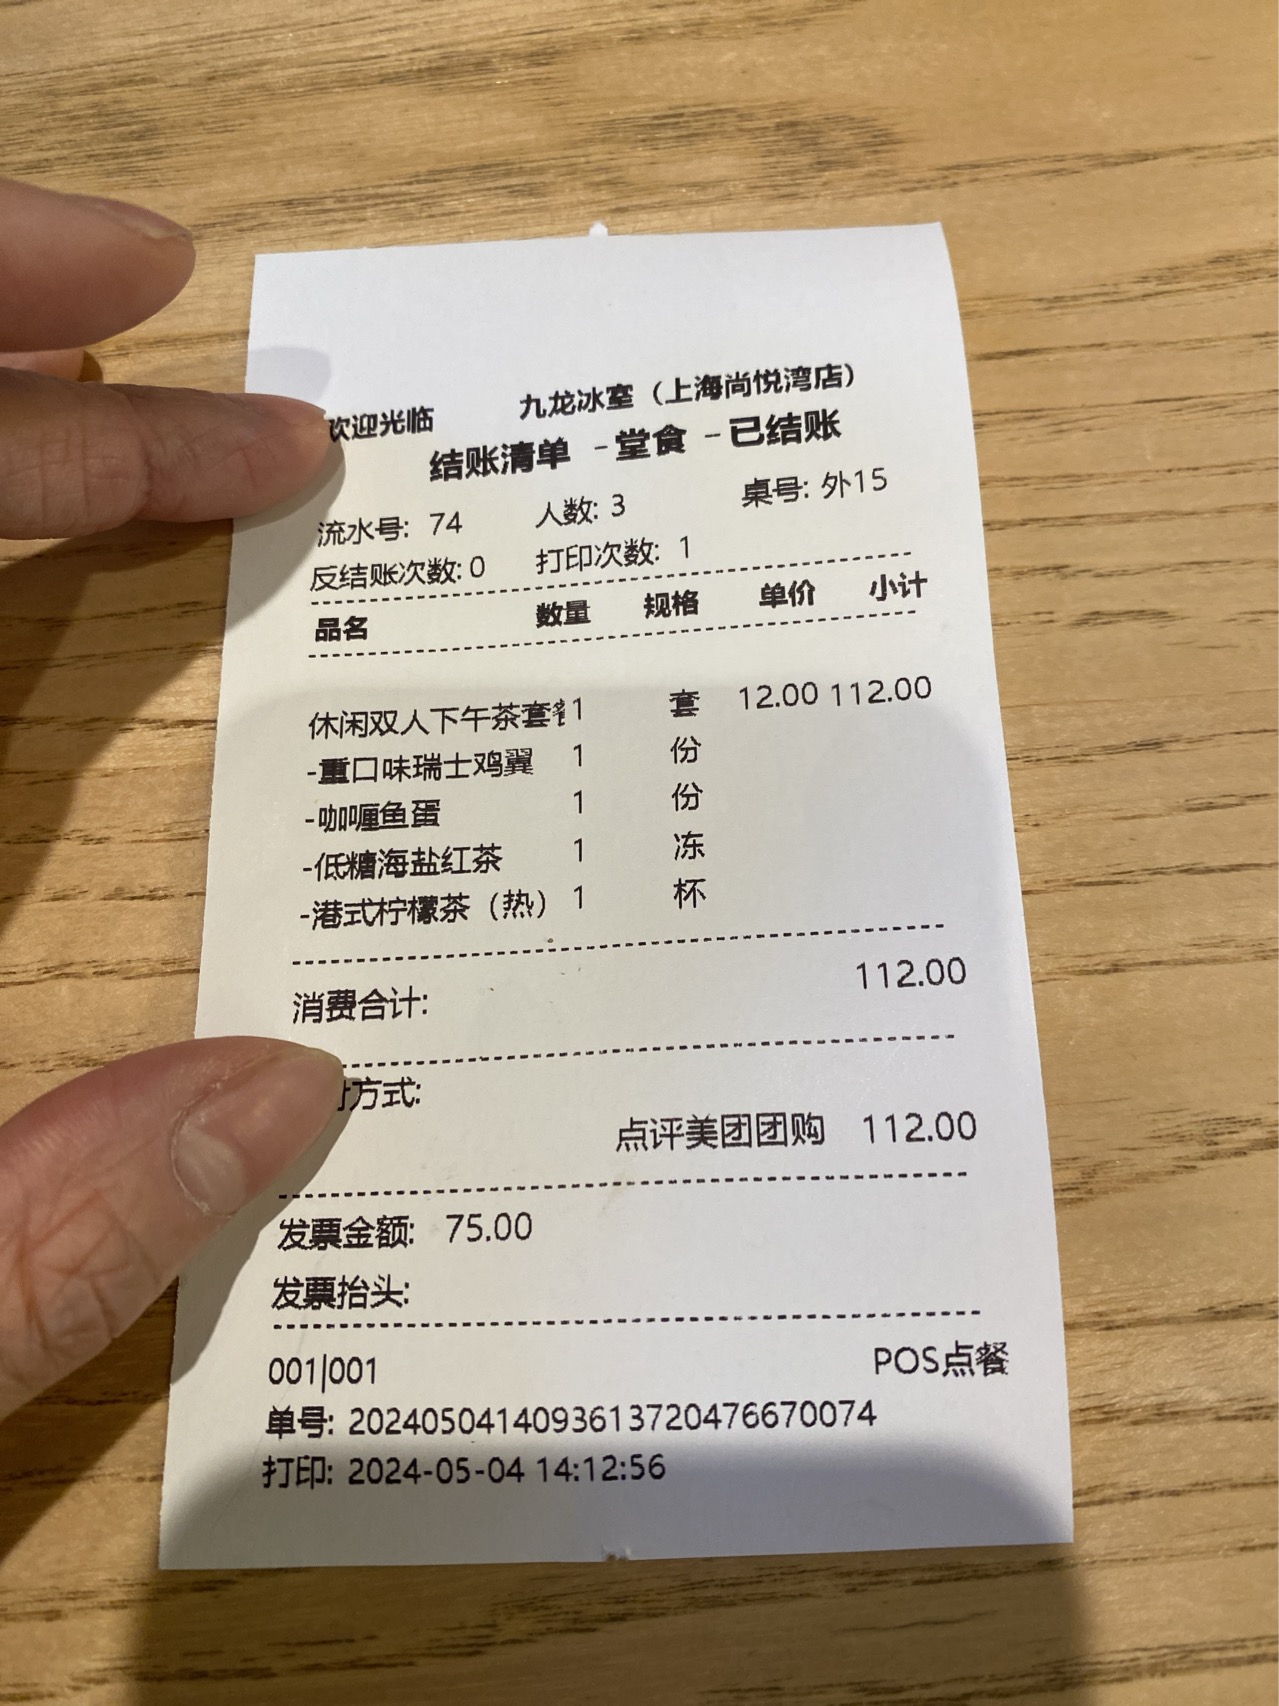 欢迎光临 九龙冰室（上海尚悦湾店）
结账清单 -堂食 -已结账
流水号: 74 人数: 3 桌号: 外15
反结账次数: 0 打印次数: 1
品名 数量 规格 单价 小计
休闲双人下午茶套 1 套 12.00 112.00
-重口味瑞士鸡翼 1 份
-咖喱鱼蛋 1 份
-低糖海盐红茶 1 冻
-港式柠檬茶（热） 1 杯
消费合计: 112.00
方式:
点评美团团购 112.00
发票金额: 75.00
发票抬头:
001|001 POS点餐
单号: 20240504140936137204766700​74
打印: 2024-05-04 14:12:56